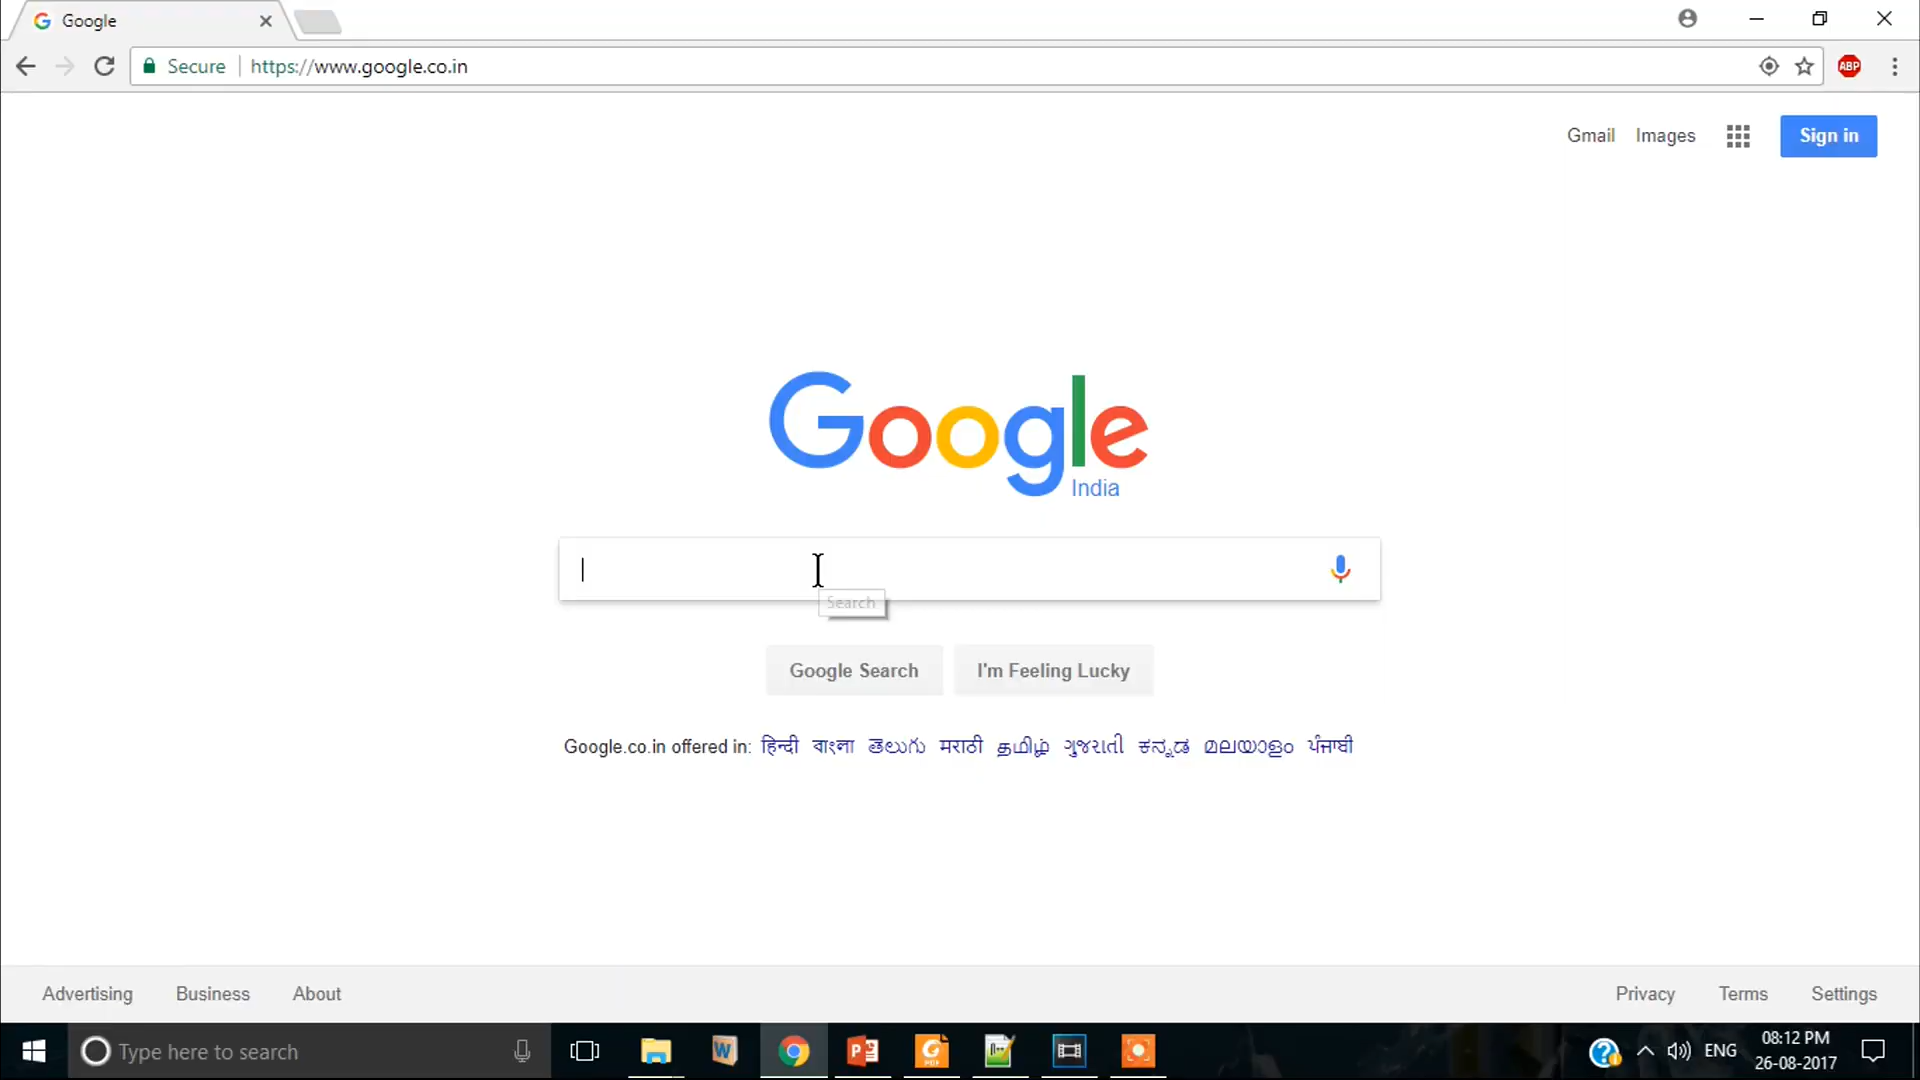 Google
Secure https://www.google.co.in
ABP
Gmail Images Sign in
Google
India
Search
Google Search I'm Feeling Lucky
Google.co.in offered in: हिन्दी বাংলা తెలుగు मराठी தமிழ் ગુજરાતી ಕನ್ನಡ മലയാളം ਪੰਜਾਬੀ
Advertising Business About Privacy Terms Settings
Type here to search
ENG
08:12 PM
26-08-2017